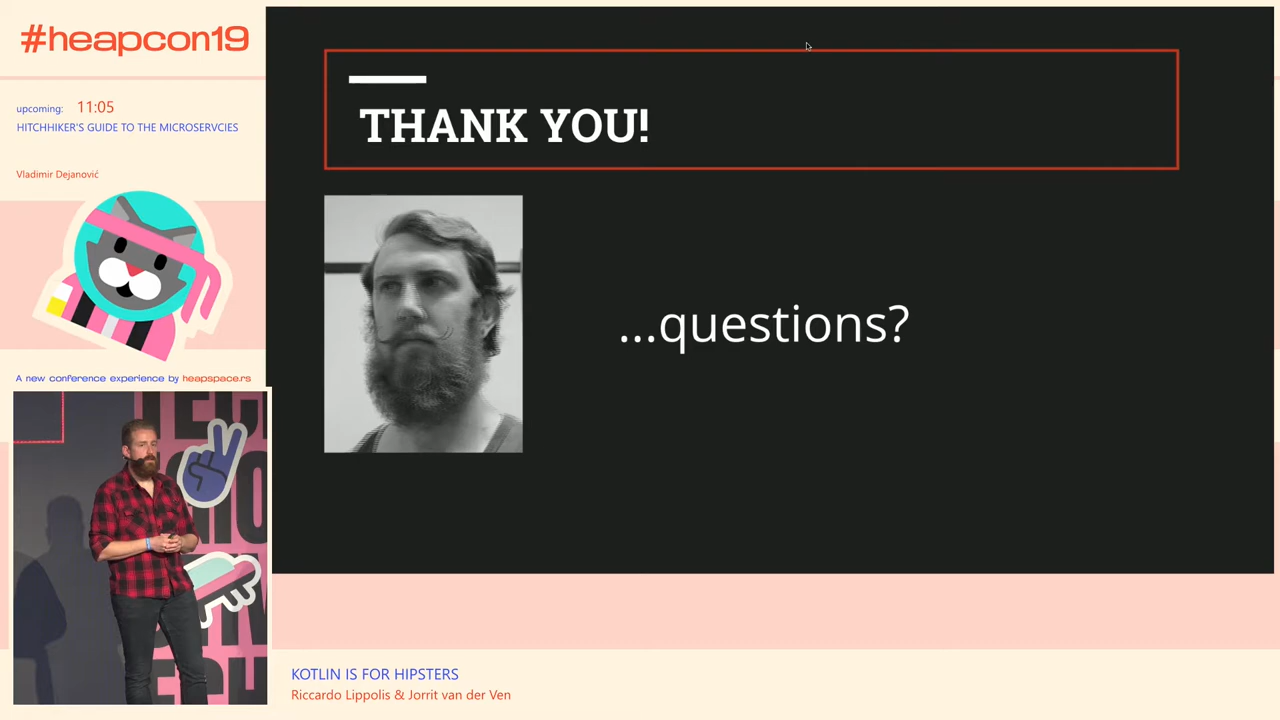 #heapcon19
upcoming: 11:05
HITCHHIKER'S GUIDE TO THE MICROSERVCIES
Vladimir Dejanović
A new conference experience by heapspace.rs
THANK YOU!
...questions?
KOTLIN IS FOR HIPSTERS
Riccardo Lippolis & Jorrit van der Ven